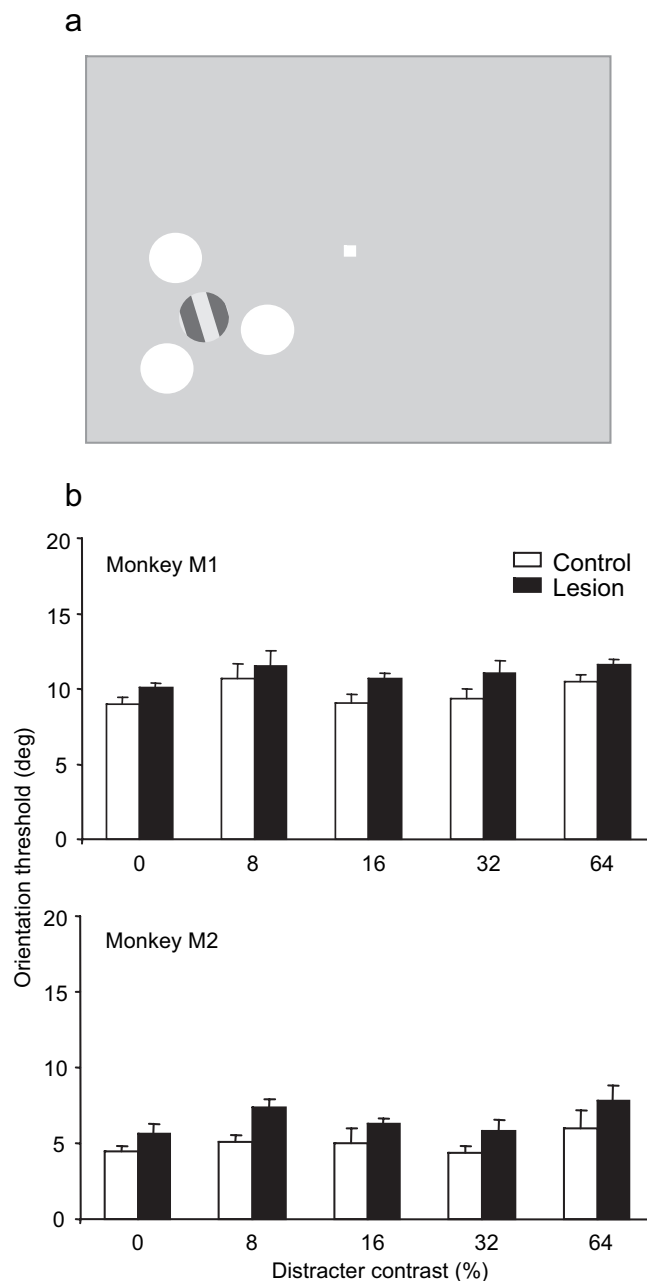 a
b
20
15
10
5
0
Monkey M1
Control
Lesion
0 8 16 32 64
Orientation threshold (deg)
20
15
10
5
0
Monkey M2
0 8 16 32 64
Distracter contrast (%)